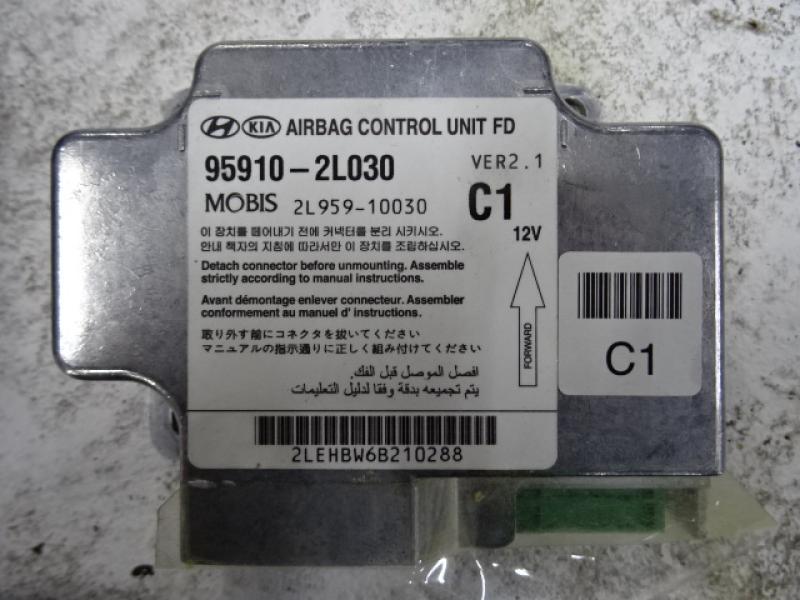 KIA AIRBAG CONTROL UNIT FD
95910-2L030 VER2.1
MOBIS 2L959-10030 C1
12V
이 장치를 떼어내기 전에 커넥터를 분리 시키시오.
안내 책자의 지침에 따라서만 이 장치를 조립하십시오.
Detach connector before unmounting. Assemble
strictly according to manual instructions.
Avant démontage enlever connecteur. Assembler
conformement au manuel d' instructions.
取り外す前にコネクタを抜いてください
マニュアルの指示通りに正しく組み付けてください
افصل الموصل قبل الفك.
يتم تجميعه بدقة وفقا لدليل التعليمات
FORWARD
2LEHBW6B210288
C1